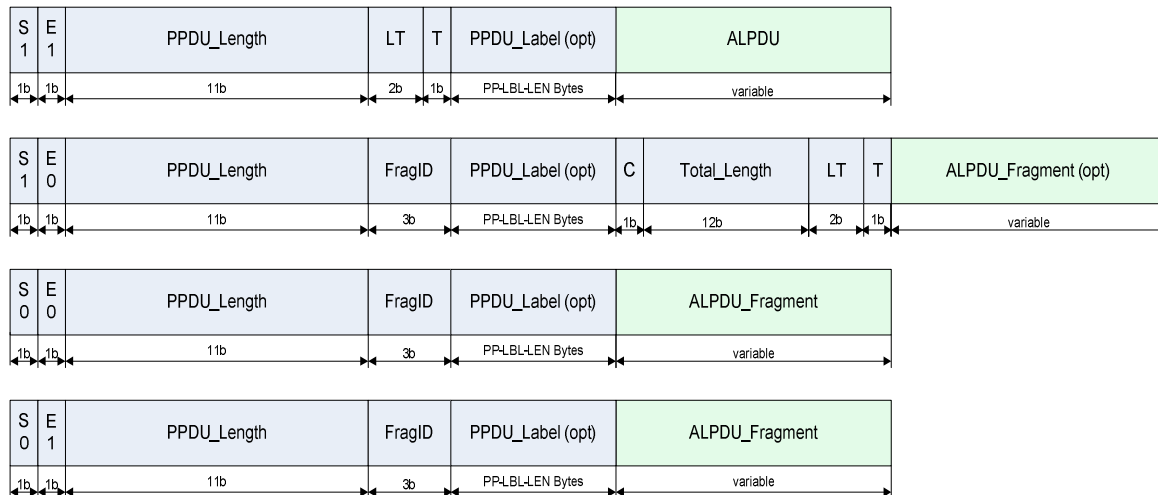 S 1 E 1 PPDU_Length LT T PPDU_Label (opt) ALPDU
1b 1b 11b 2b 1b PP-LBL-LEN Bytes variable
S 1 E 0 PPDU_Length FragID PPDU_Label (opt) C Total_Length LT T ALPDU_Fragment (opt)
1b 1b 11b 3b PP-LBL-LEN Bytes 1b 12b 2b 1b variable
S 0 E 0 PPDU_Length FragID PPDU_Label (opt) ALPDU_Fragment
1b 1b 11b 3b PP-LBL-LEN Bytes variable
S 0 E 1 PPDU_Length FragID PPDU_Label (opt) ALPDU_Fragment
1b 1b 11b 3b PP-LBL-LEN Bytes variable